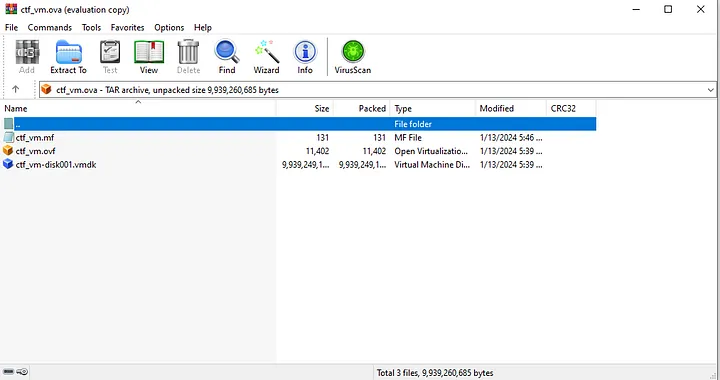 ctf_vm.ova (evaluation copy)
File Commands Tools Favorites Options Help
Add Extract To Test View Delete Find Wizard Info VirusScan
ctf_vm.ova - TAR archive, unpacked size 9,939,260,685 bytes
Name Size Packed Type Modified CRC32
.. File folder
ctf_vm.mf 131 131 MF File 1/13/2024 5:46 ...
ctf_vm.ovf 11,402 11,402 Open Virtualizatio... 1/13/2024 5:39 ...
ctf_vm-disk001.vmdk 9,939,249,1... 9,939,249,1... Virtual Machine Di... 1/13/2024 5:39 ...
Total 3 files, 9,939,260,685 bytes